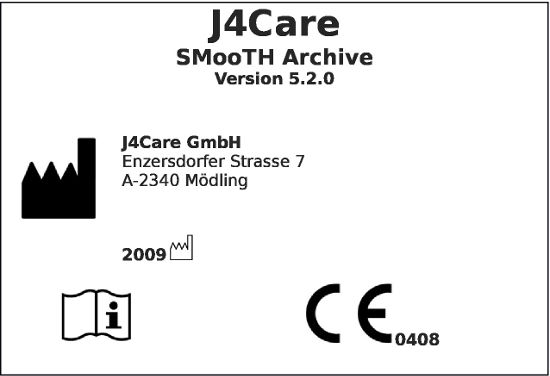 J4Care
SMooTH Archive
Version 5.2.0
J4Care GmbH
Enzersdorfer Strasse 7
A-2340 Mödling
2009
i
CE 0408